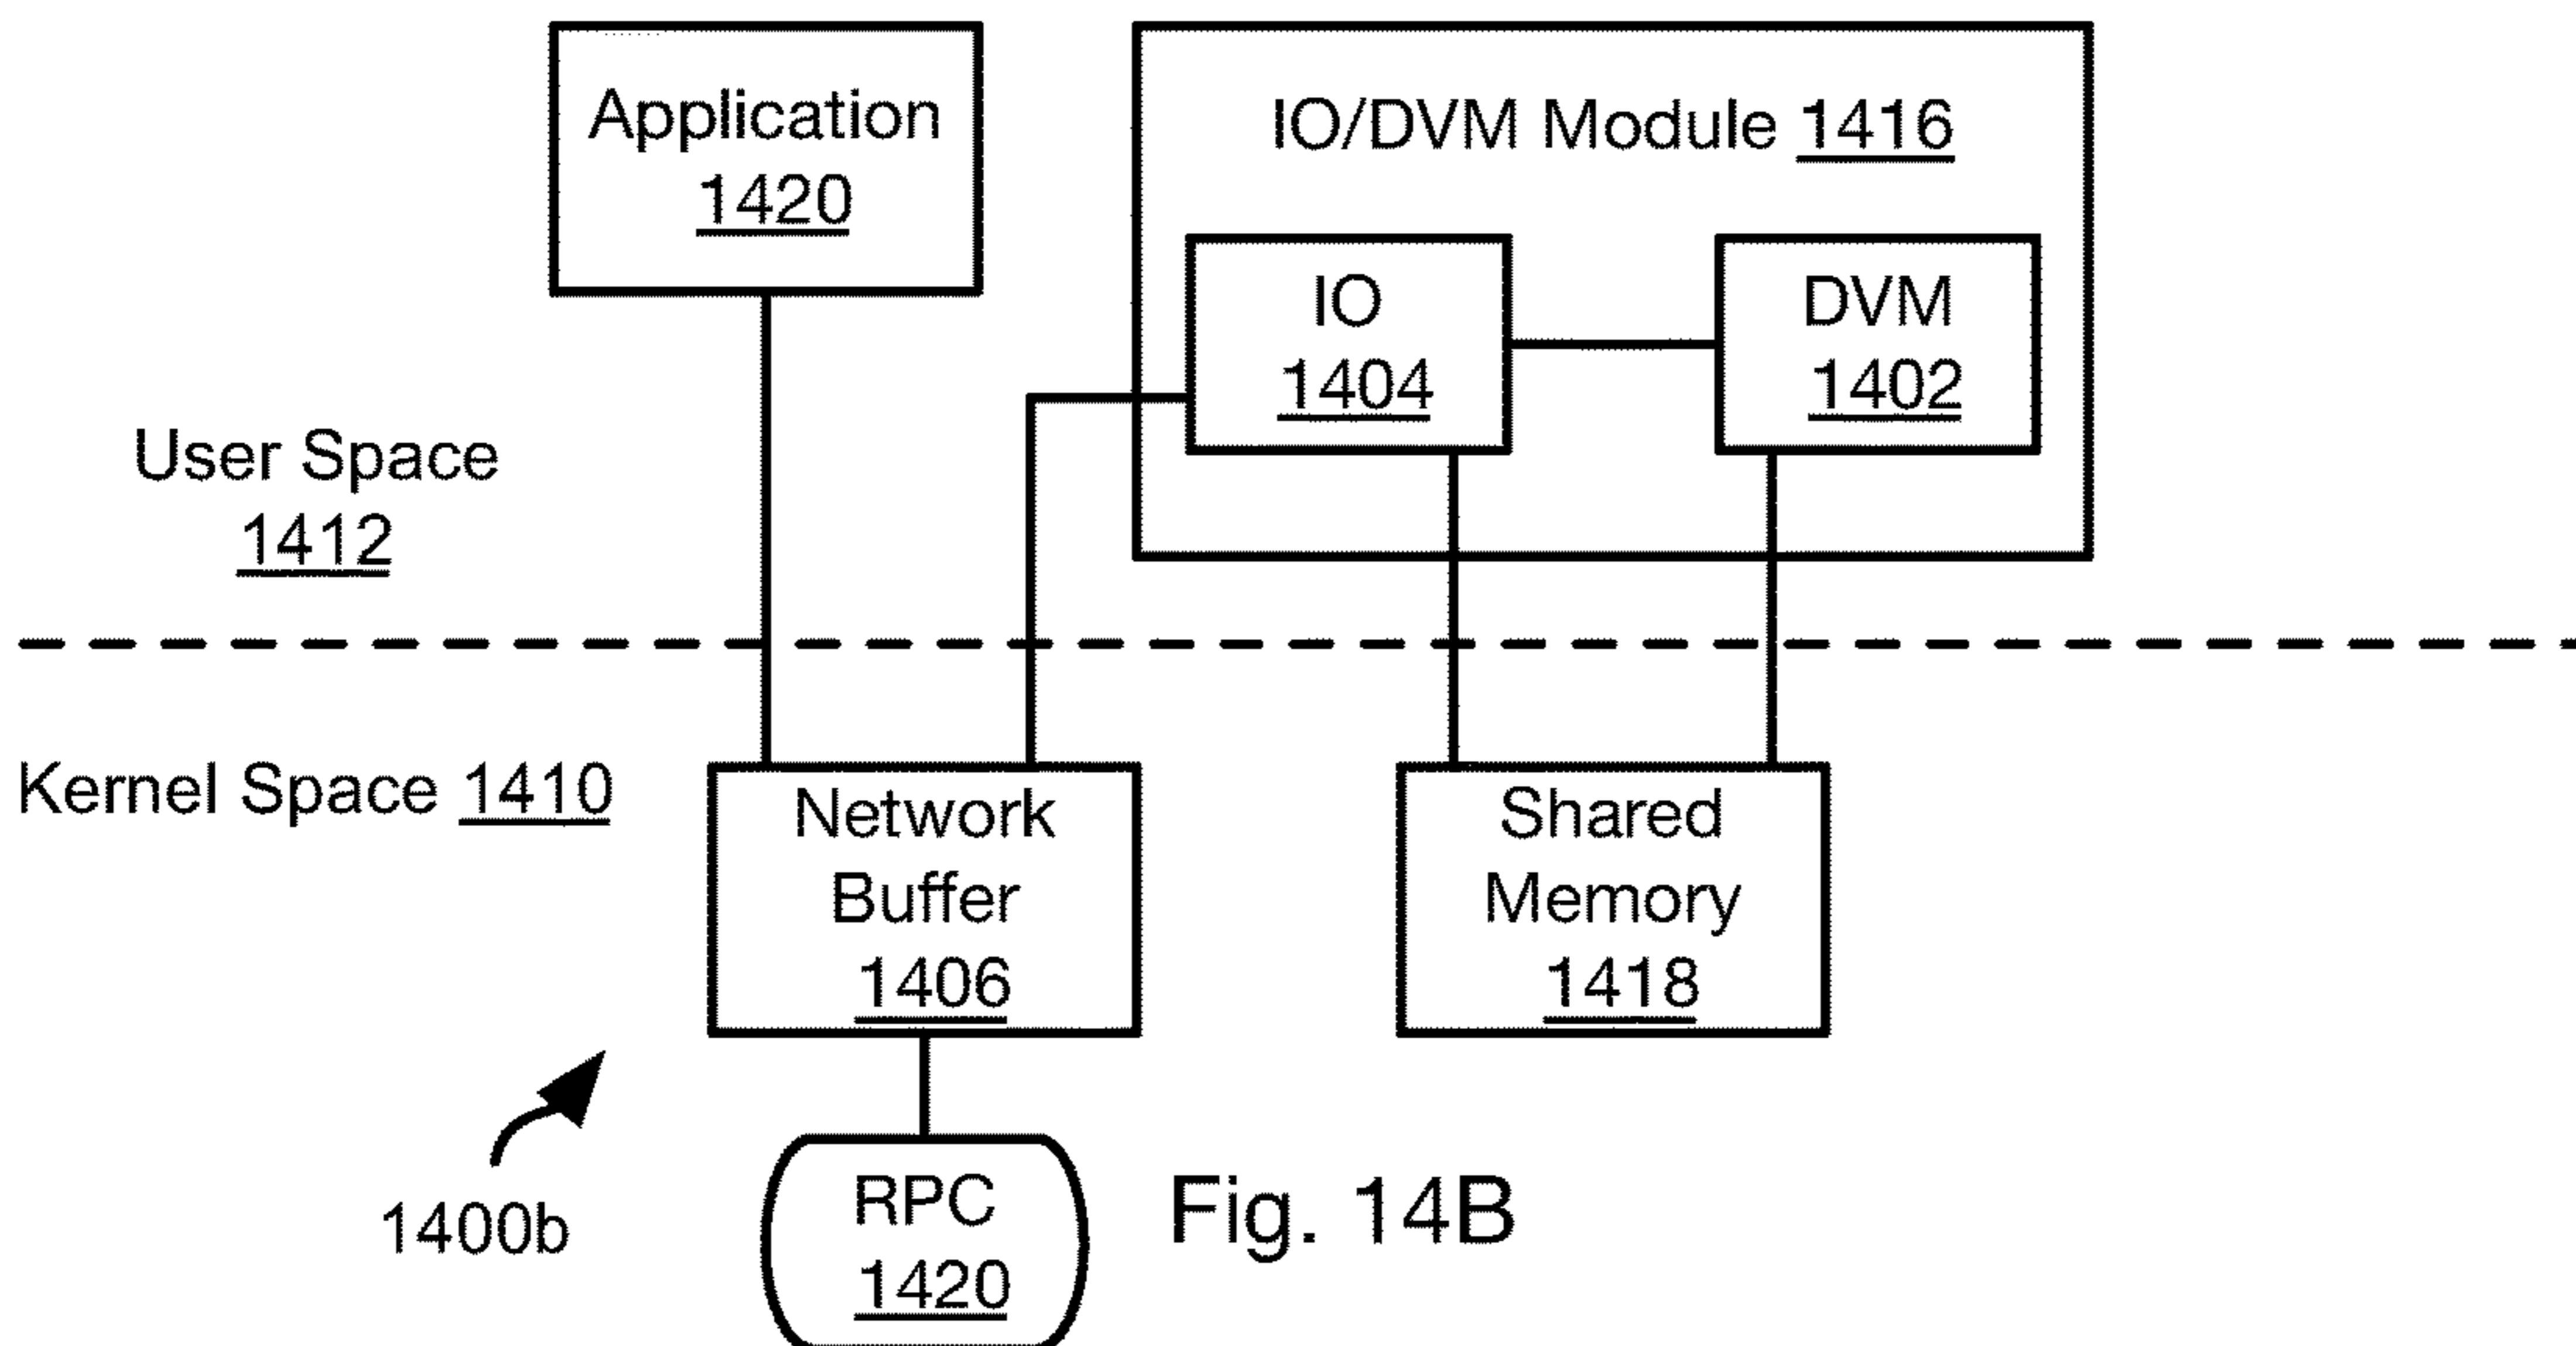 Application
1420
IO/DVM Module 1416
IO
1404
DVM
1402
User Space
1412
Kernel Space 1410
Network
Buffer
1406
Shared
Memory
1418
1400b
RPC
1420
Fig. 14B